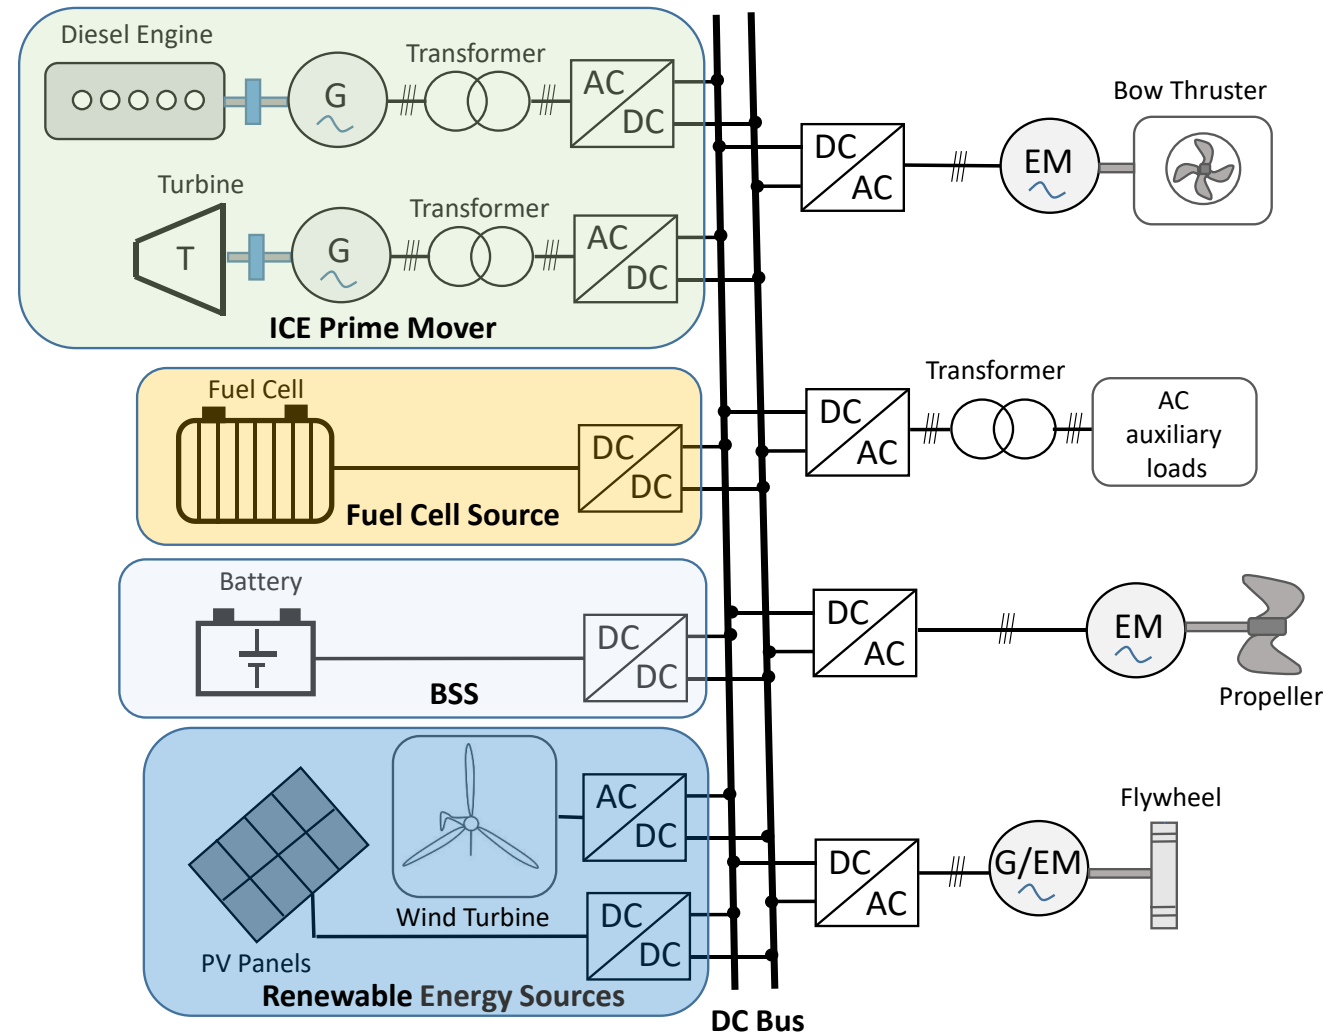 Diesel Engine
Transformer
G
AC
DC
Turbine
Transformer
T
G
AC
DC
ICE Prime Mover
Fuel Cell
DC
DC
Fuel Cell Source
Battery
DC
DC
BSS
AC
DC
Wind Turbine
DC
DC
PV Panels
Renewable Energy Sources
DC Bus
Bow Thruster
DC
AC
EM
Transformer
DC
AC
AC
auxiliary
loads
DC
AC
EM
Propeller
Flywheel
DC
AC
G/EM